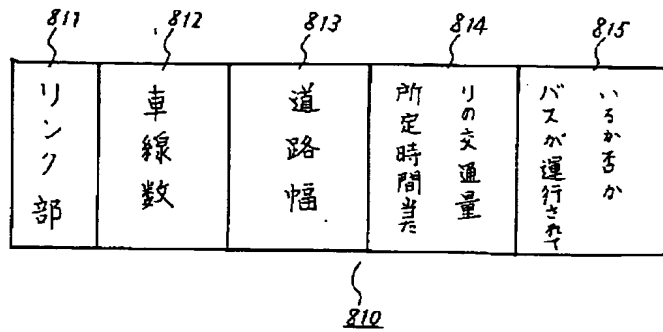 811
812
813
814
815
リンク部
車線数
道路幅
所定時間当た
りの交通量
バスが運行されて
いるか否か
810